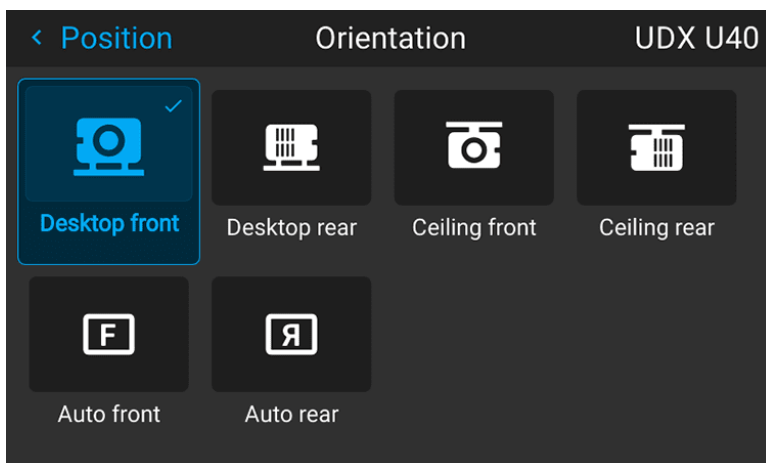 Position
Orientation
UDX U40
Desktop front
Desktop rear
Ceiling front
Ceiling rear
F
Я
Auto front
Auto rear